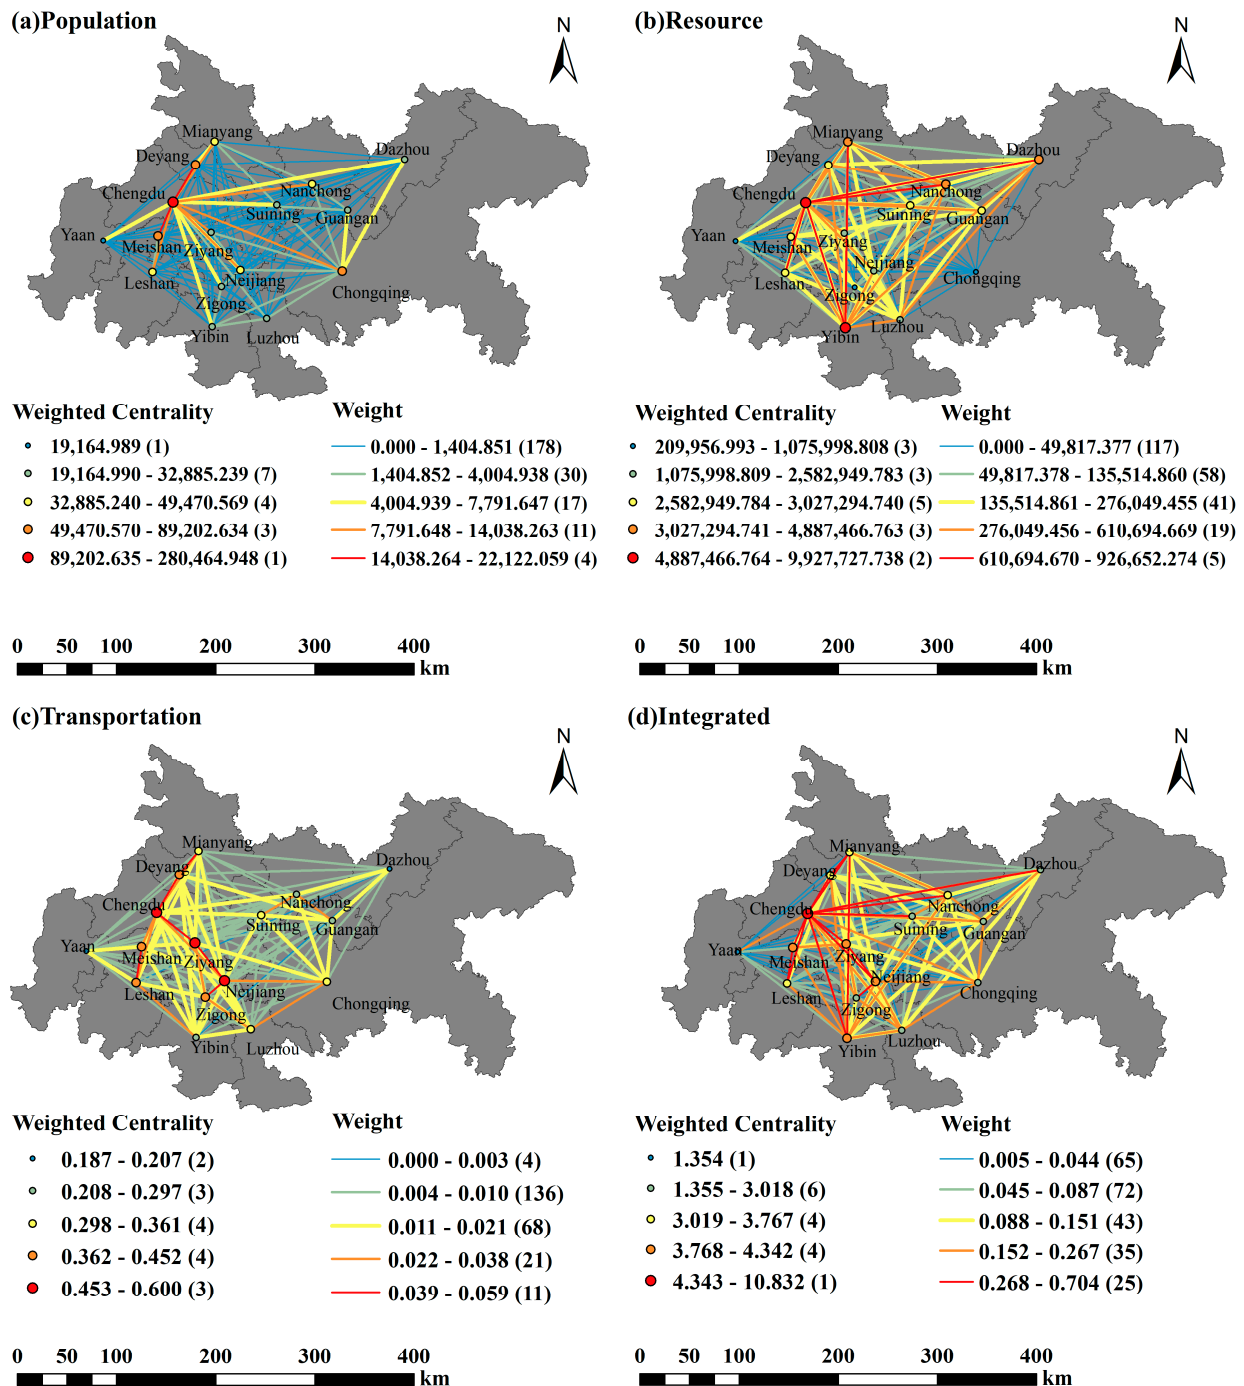 (a)Population
N
Mianyang
Deyang
Dazhou
Chengdu
Nanchong
Suining
Guangan
Yaan
Meishan
Ziyang
Leshan
Neijiang
Zigong
Chongqing
Yibin
Luzhou
Weighted Centrality
19,164.989 (1)
19,164.990 - 32,885.239 (7)
32,885.240 - 49,470.569 (4)
49,470.570 - 89,202.634 (3)
89,202.635 - 280,464.948 (1)
Weight
0.000 - 1,404.851 (178)
1,404.852 - 4,004.938 (30)
4,004.939 - 7,791.647 (17)
7,791.648 - 14,038.263 (11)
14,038.264 - 22,122.059 (4)
0 50 100 200 300 400
km
(b)Resource
N
Mianyang
Deyang
Dazhou
Chengdu
Nanchong
Suining
Guangan
Yaan
Meishan
Ziyang
Leshan
Neijiang
Zigong
Chongqing
Yibin
Luzhou
Weighted Centrality
209,956.993 - 1,075,998.808 (3)
1,075,998.809 - 2,582,949.783 (3)
2,582,949.784 - 3,027,294.740 (5)
3,027,294.741 - 4,887,466.763 (3)
4,887,466.764 - 9,927,727.738 (2)
Weight
0.000 - 49,817.377 (117)
49,817.378 - 135,514.860 (58)
135,514.861 - 276,049.455 (41)
276,049.456 - 610,694.669 (19)
610,694.670 - 926,652.274 (5)
0 50 100 200 300 400
km
(c)Transportation
N
Mianyang
Deyang
Dazhou
Chengdu
Nanchong
Suining
Guangan
Yaan
Meishan
Ziyang
Leshan
Neijiang
Zigong
Chongqing
Yibin
Luzhou
Weighted Centrality
0.187 - 0.207 (2)
0.208 - 0.297 (3)
0.298 - 0.361 (4)
0.362 - 0.452 (4)
0.453 - 0.600 (3)
Weight
0.000 - 0.003 (4)
0.004 - 0.010 (136)
0.011 - 0.021 (68)
0.022 - 0.038 (21)
0.039 - 0.059 (11)
0 50 100 200 300 400
km
(d)Integrated
N
Mianyang
Deyang
Dazhou
Chengdu
Nanchong
Suining
Guangan
Yaan
Meishan
Ziyang
Leshan
Neijiang
Zigong
Chongqing
Yibin
Luzhou
Weighted Centrality
1.354 (1)
1.355 - 3.018 (6)
3.019 - 3.767 (4)
3.768 - 4.342 (4)
4.343 - 10.832 (1)
Weight
0.005 - 0.044 (65)
0.045 - 0.087 (72)
0.088 - 0.151 (43)
0.152 - 0.267 (35)
0.268 - 0.704 (25)
0 50 100 200 300 400
km